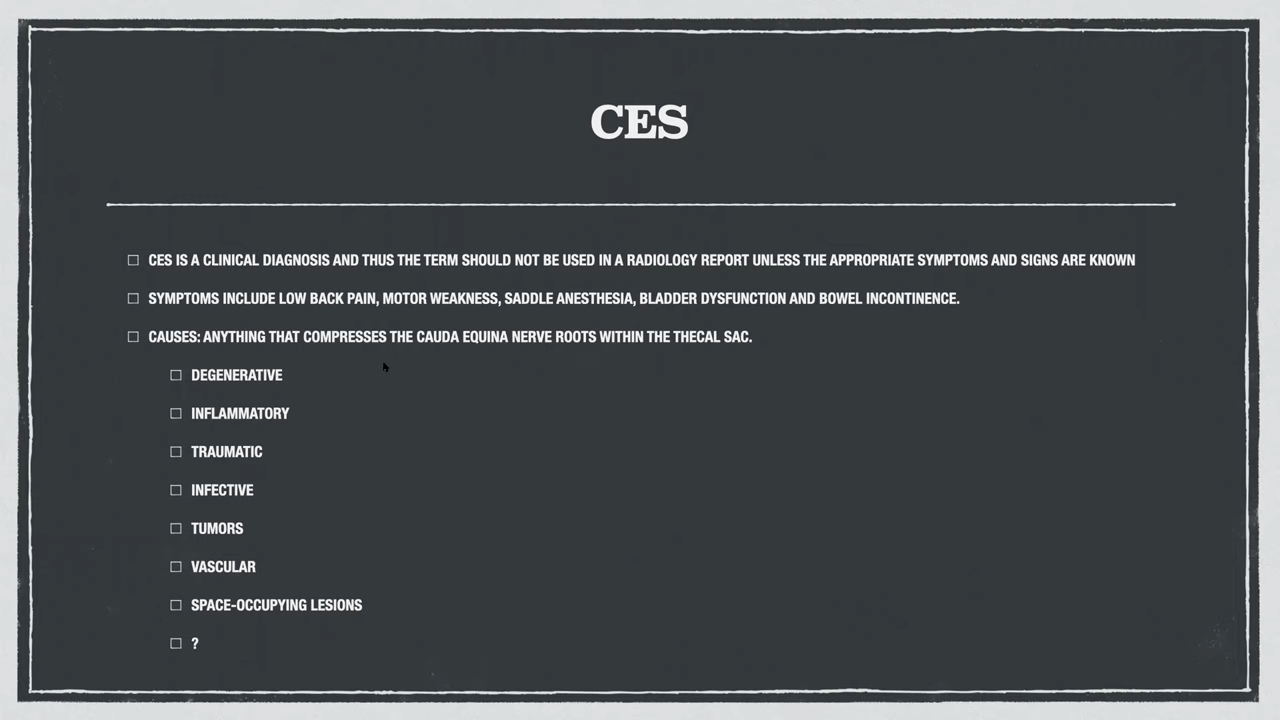 CES
CES IS A CLINICAL DIAGNOSIS AND THUS THE TERM SHOULD NOT BE USED IN A RADIOLOGY REPORT UNLESS THE APPROPRIATE SYMPTOMS AND SIGNS ARE KNOWN
SYMPTOMS INCLUDE LOW BACK PAIN, MOTOR WEAKNESS, SADDLE ANESTHESIA, BLADDER DYSFUNCTION AND BOWEL INCONTINENCE.
CAUSES: ANYTHING THAT COMPRESSES THE CAUDA EQUINA NERVE ROOTS WITHIN THE THECAL SAC.
DEGENERATIVE
INFLAMMATORY
TRAUMATIC
INFECTIVE
TUMORS
VASCULAR
SPACE-OCCUPYING LESIONS
?